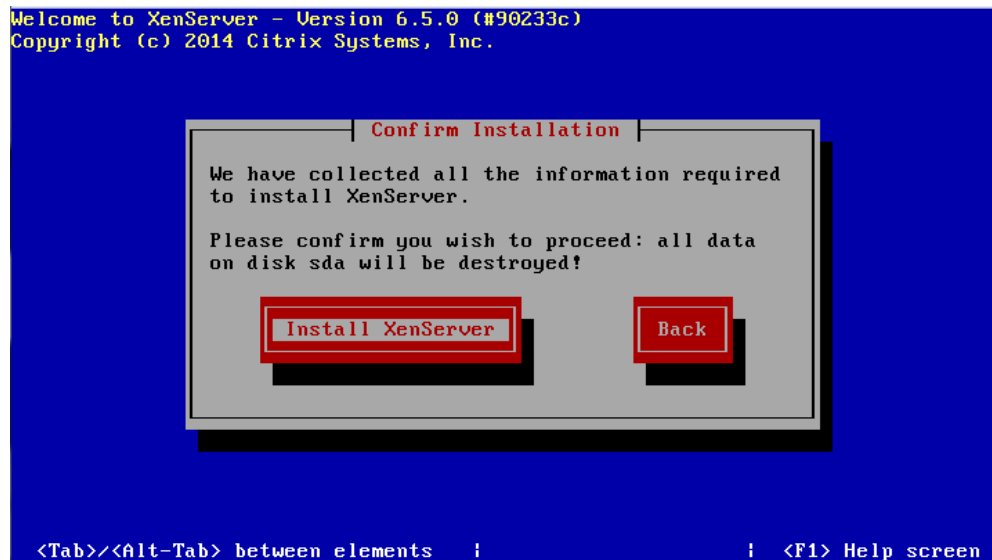 Welcome to XenServer - Version 6.5.0 (#90233c)
Copyright (c) 2014 Citrix Systems, Inc.
Confirm Installation
We have collected all the information required
to install XenServer.
Please confirm you wish to proceed: all data
on disk sda will be destroyed!
Install XenServer Back
<Tab>/<Alt-Tab> between elements | | <F1> Help screen